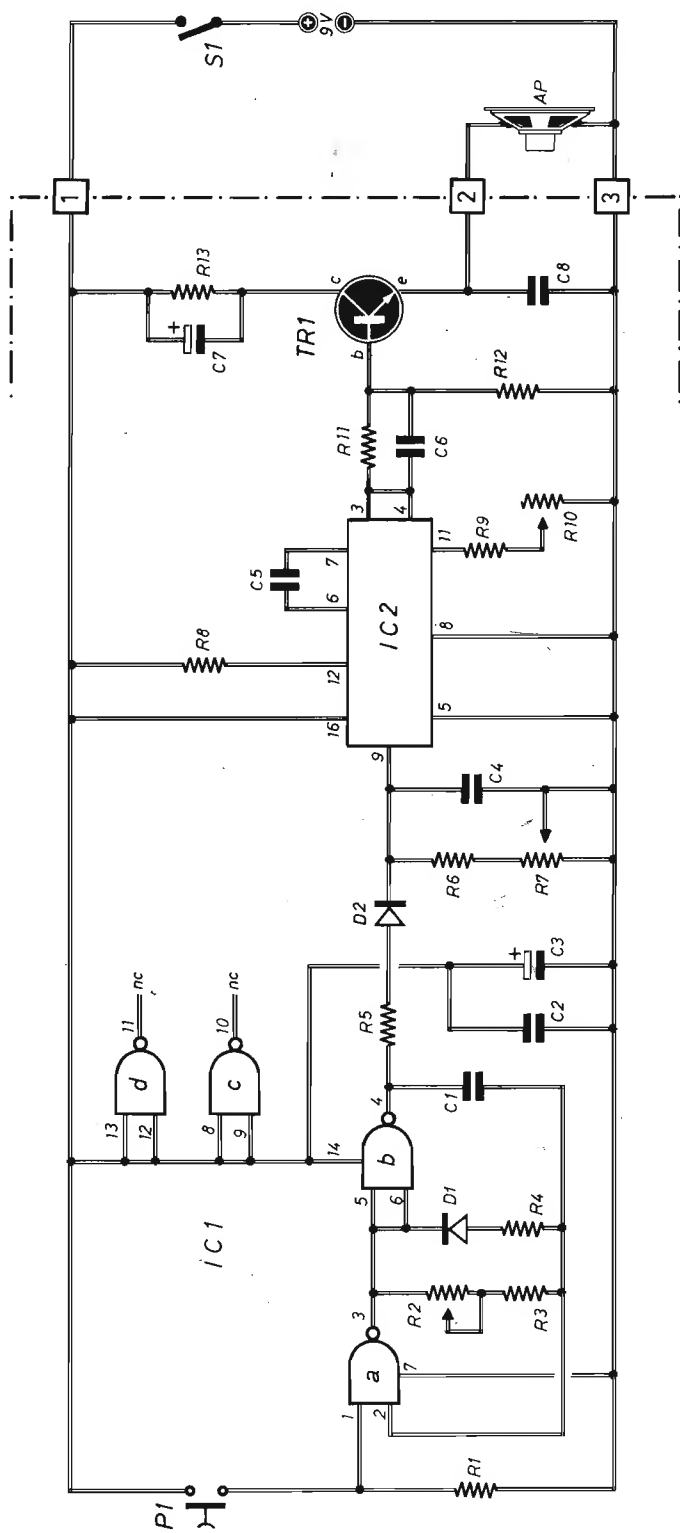 P1
R1
IC1
1
2
a
3
7
R2
R3
D1
R4
5
6
b
14
4
C1
13
12
d
11
nc
8
9
c
10
nc
R5
D2
C2
+
C3
R6
R7
C4
9
IC2
16
12
R8
5
8
6
7
C5
3
4
11
R9
R10
R11
C6
b
R12
TR1
c
e
+
C7
R13
C8
1
2
3
AP
S1
+
9V
-